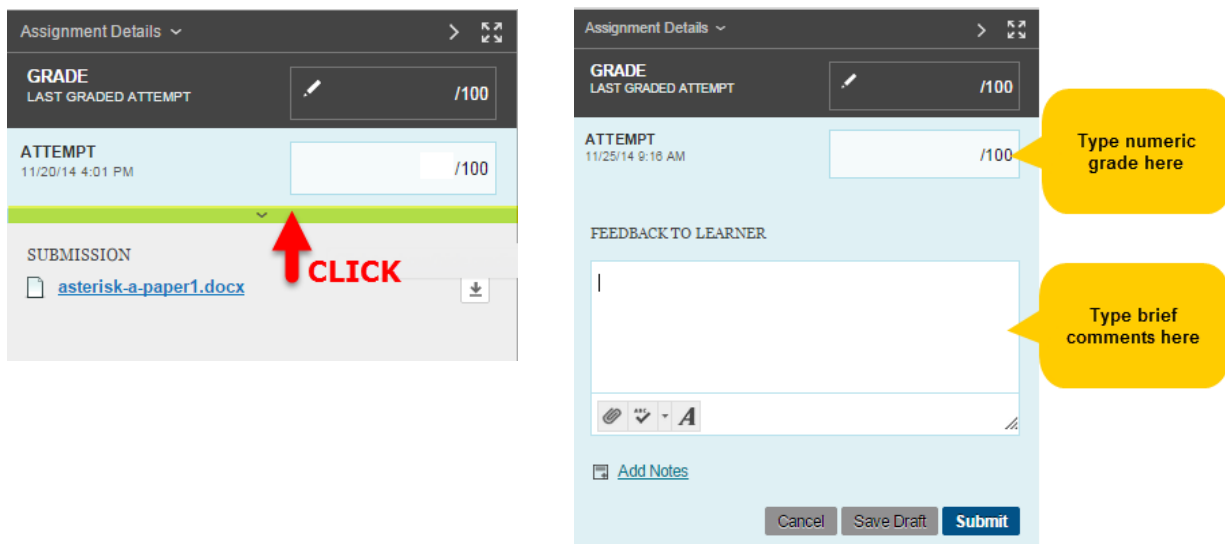 Assignment Details
GRADE
LAST GRADED ATTEMPT
/100
ATTEMPT
11/20/14 4:01 PM
/100
SUBMISSION
asterisk-a-paper1.docx
CLICK
Assignment Details
GRADE
LAST GRADED ATTEMPT
/100
ATTEMPT
11/25/14 9:16 AM
/100
Type numeric
grade here
FEEDBACK TO LEARNER
Type brief
comments here
ABC
A
Add Notes
Cancel
Save Draft
Submit